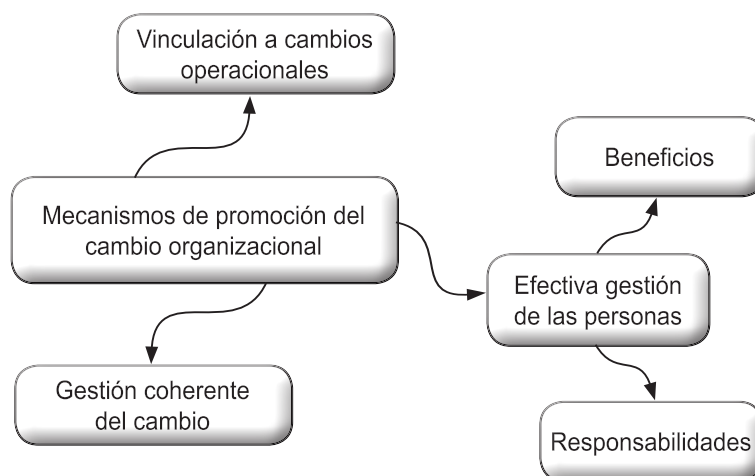 Vinculación a cambios
operacionales
Beneficios
Mecanismos de promoción del
cambio organizacional
Efectiva gestión
de las personas
Gestión coherente
del cambio
Responsabilidades